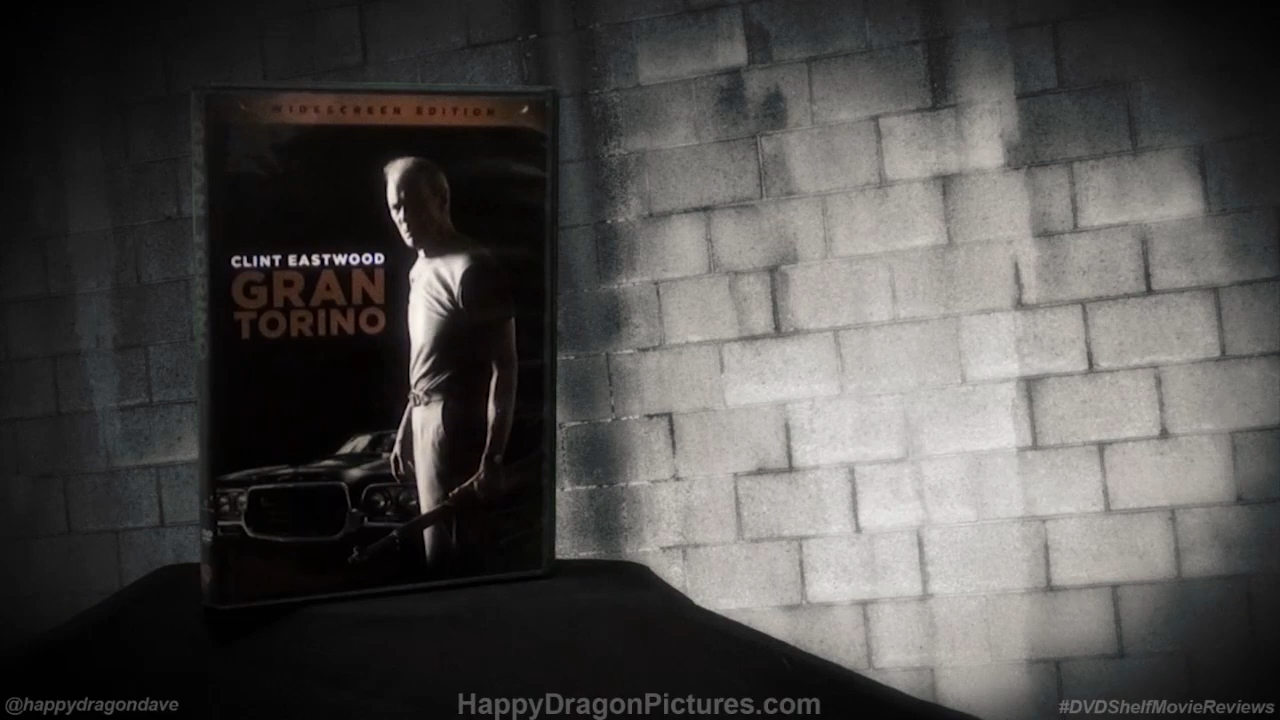 WIDESCREEN EDITION
CLINT EASTWOOD
GRAN
TORINO
@happydragondave
HappyDragonPictures.com
#DVDShelfMovieReviews